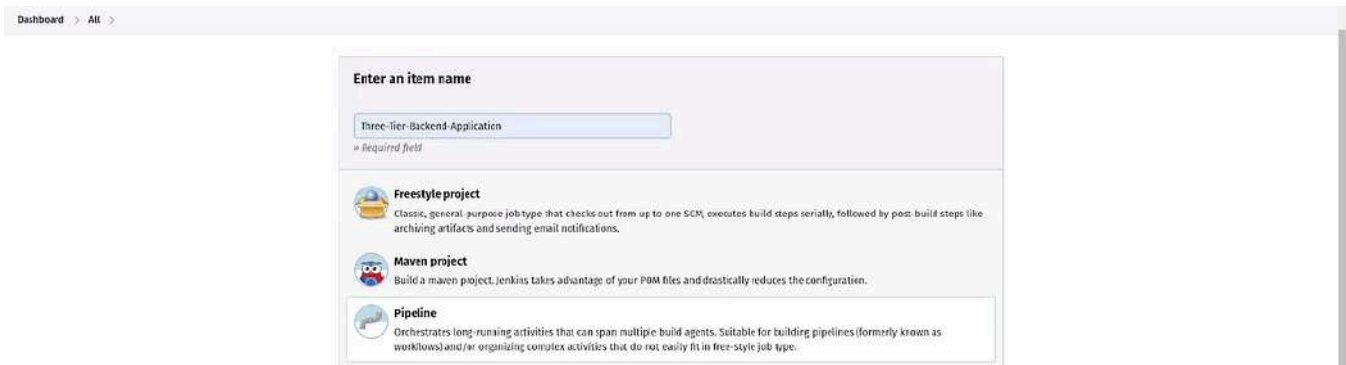 Dashboard > All >
Enter an item name
Three-Tier-Backend-Application
» Required field
Freestyle project
Classic, general-purpose job type that checks out from up to one SCM, executes build steps serially, followed by post-build steps like
archiving artifacts and sending email notifications.
Maven project
Build a maven project. Jenkins takes advantage of your POM files and drastically reduces the configuration.
Pipeline
Orchestrates long-running activities that can span multiple build agents. Suitable for building pipelines (formerly known as
workflows) and/or organizing complex activities that do not easily fit in free-style job type.